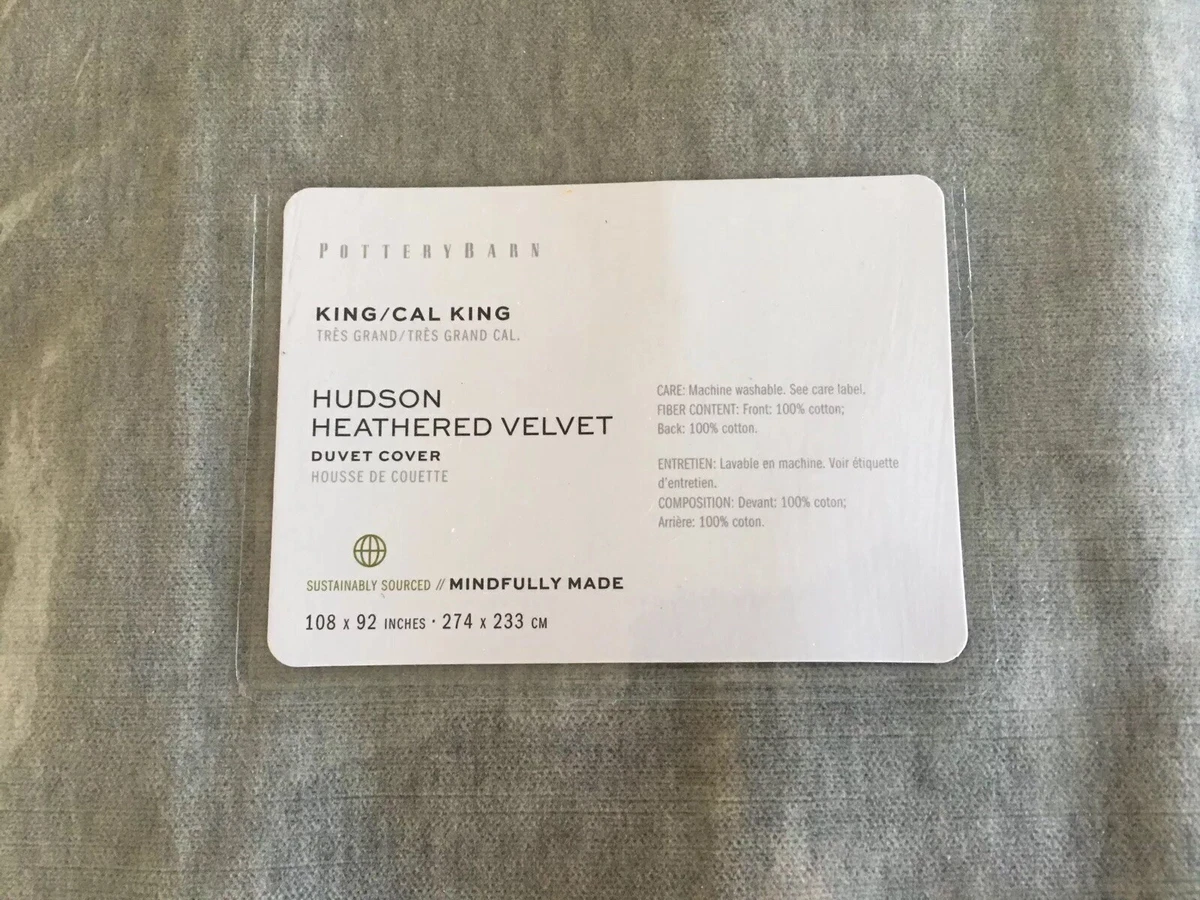 POTTERYBARN
KING/CAL KING
TRÈS GRAND/TRÈS GRAND CAL.
HUDSON
HEATHERED VELVET
DUVET COVER
HOUSSE DE COUETTE
SUSTAINABLY SOURCED // MINDFULLY MADE
108 X 92 INCHES · 274 X 233 CM
CARE: Machine washable. See care label.
FIBER CONTENT: Front: 100% cotton;
Back: 100% cotton.
ENTRETIEN: Lavable en machine. Voir étiquette
d'entretien.
COMPOSITION: Devant: 100% coton;
Arrière: 100% coton.